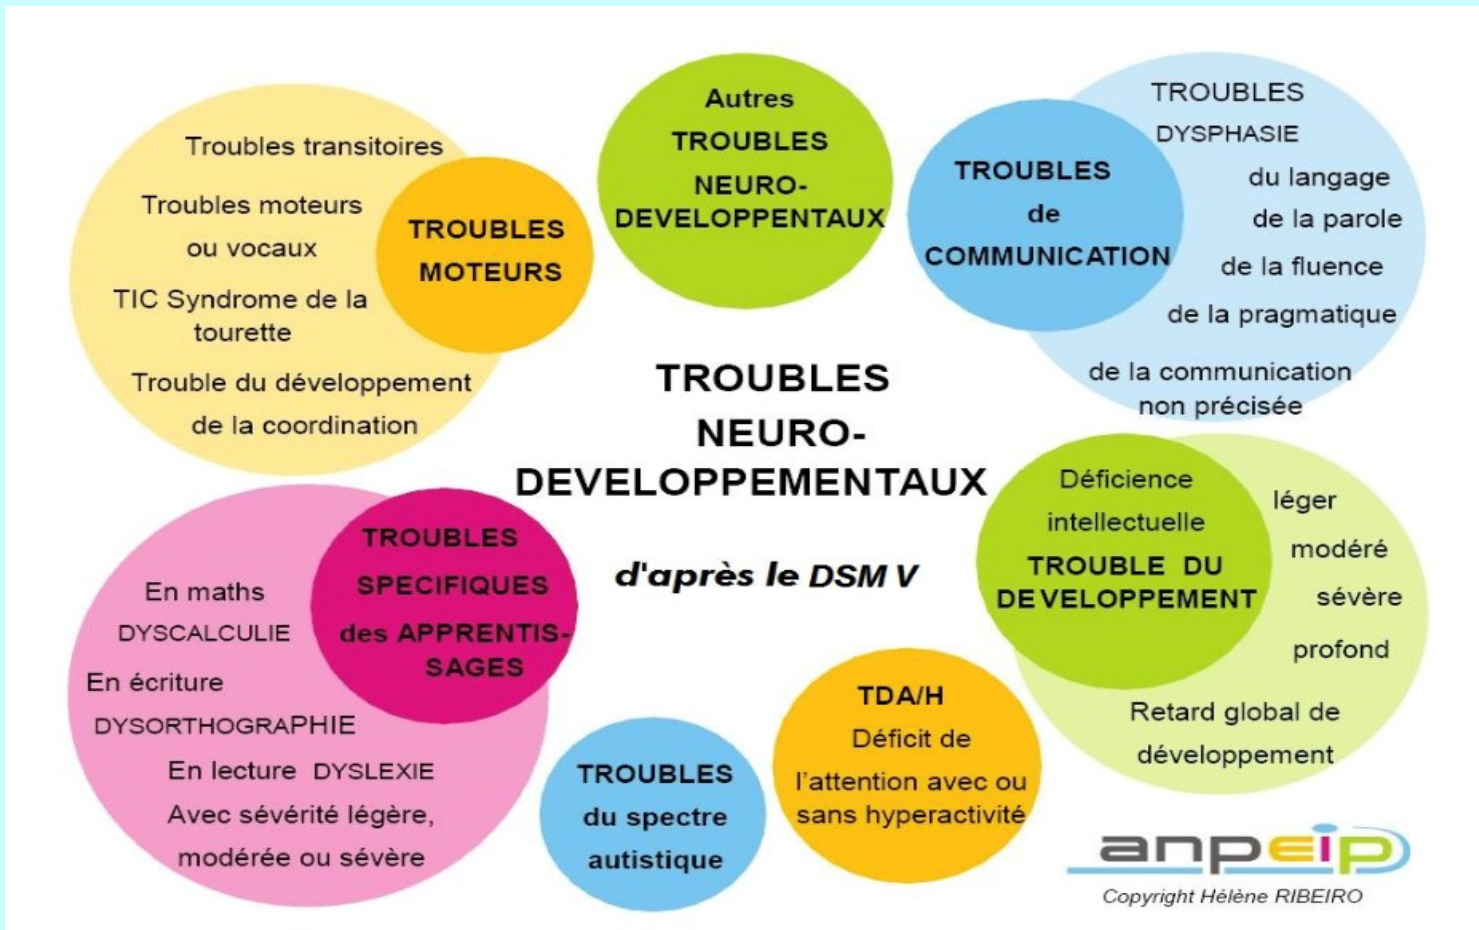 Troubles transitoires
Troubles moteurs
ou vocaux
TIC Syndrome de la
tourette
Trouble du développement
de la coordination
TROUBLES
MOTEURS
Autres
TROUBLES
NEURO-
DEVELOPPENTAUX
TROUBLES
de
COMMUNICATION
TROUBLES
DYSPHASIE
du langage
de la parole
de la fluence
de la pragmatique
de la communication
non précisée
TROUBLES
NEURO-
DEVELOPPEMENTAUX
d'après le DSM V
En maths
DYSCALCULIE
En écriture
DYSORTHOGRAPHIE
En lecture DYSLEXIE
Avec sévérité légère,
modérée ou sévère
TROUBLES
SPECIFIQUES
des APPRENTIS-
SAGES
TROUBLES
du spectre
autistique
TDA/H
Déficit de
l'attention avec ou
sans hyperactivité
Déficience
intellectuelle
TROUBLE DU
DEVELOPPEMENT
léger
modéré
sévère
profond
Retard global de
développement
anpeip
Copyright Hélène RIBEIRO